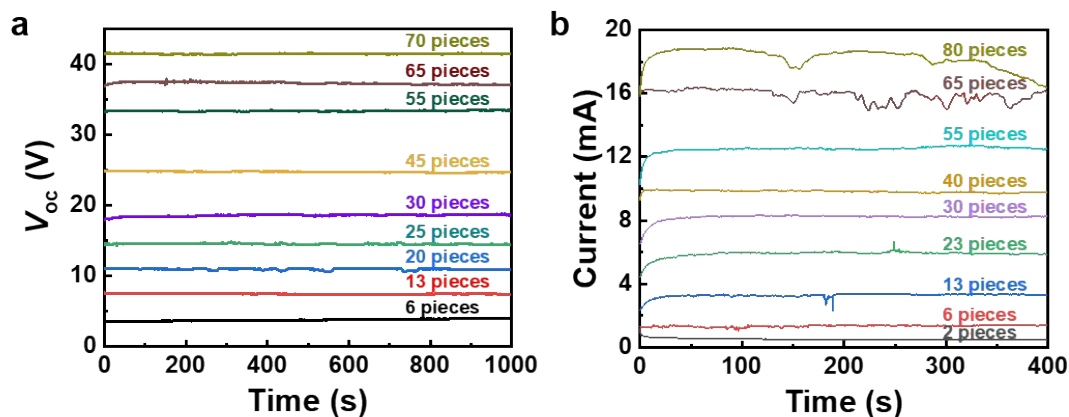 a
70 pieces
65 pieces
55 pieces
45 pieces
30 pieces
25 pieces
20 pieces
13 pieces
6 pieces
40
30
20
10
0
Voc (V)
0 200 400 600 800 1000
Time (s)
b
80 pieces
65 pieces
55 pieces
40 pieces
30 pieces
23 pieces
13 pieces
6 pieces
2 pieces
20
16
12
8
4
0
Current (mA)
0 100 200 300 400
Time (s)